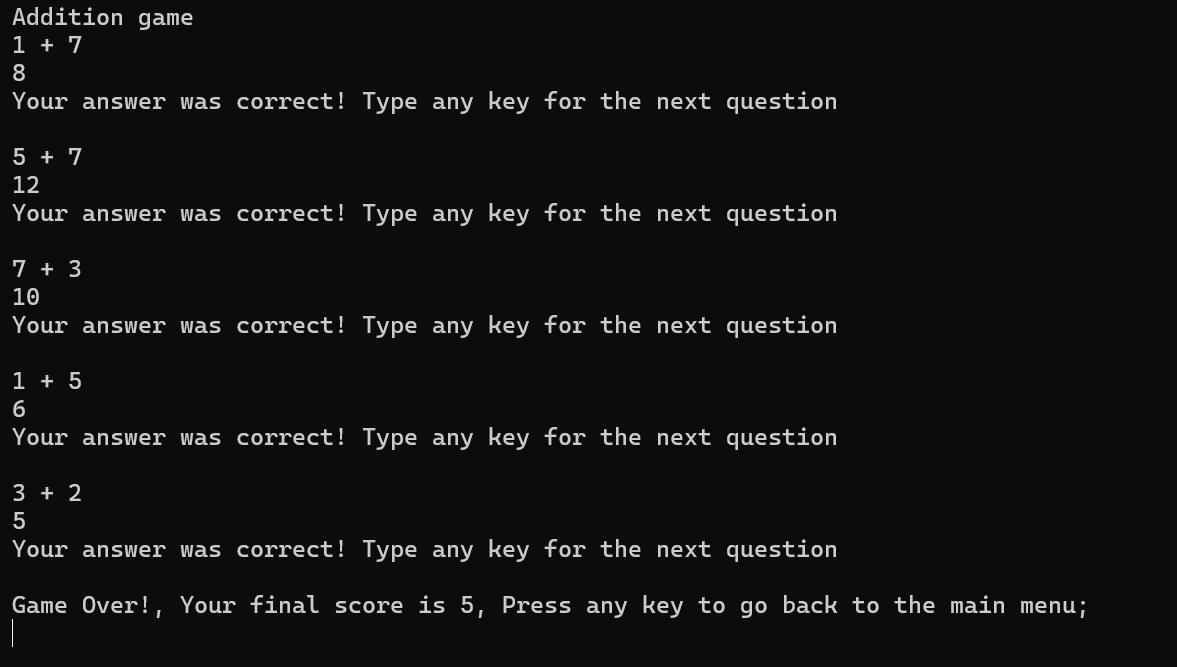 Addition game
1 + 7
8
Your answer was correct! Type any key for the next question
5 + 7
12
Your answer was correct! Type any key for the next question
7 + 3
10
Your answer was correct! Type any key for the next question
1 + 5
6
Your answer was correct! Type any key for the next question
3 + 2
5
Your answer was correct! Type any key for the next question
Game Over!, Your final score is 5, Press any key to go back to the main menu;